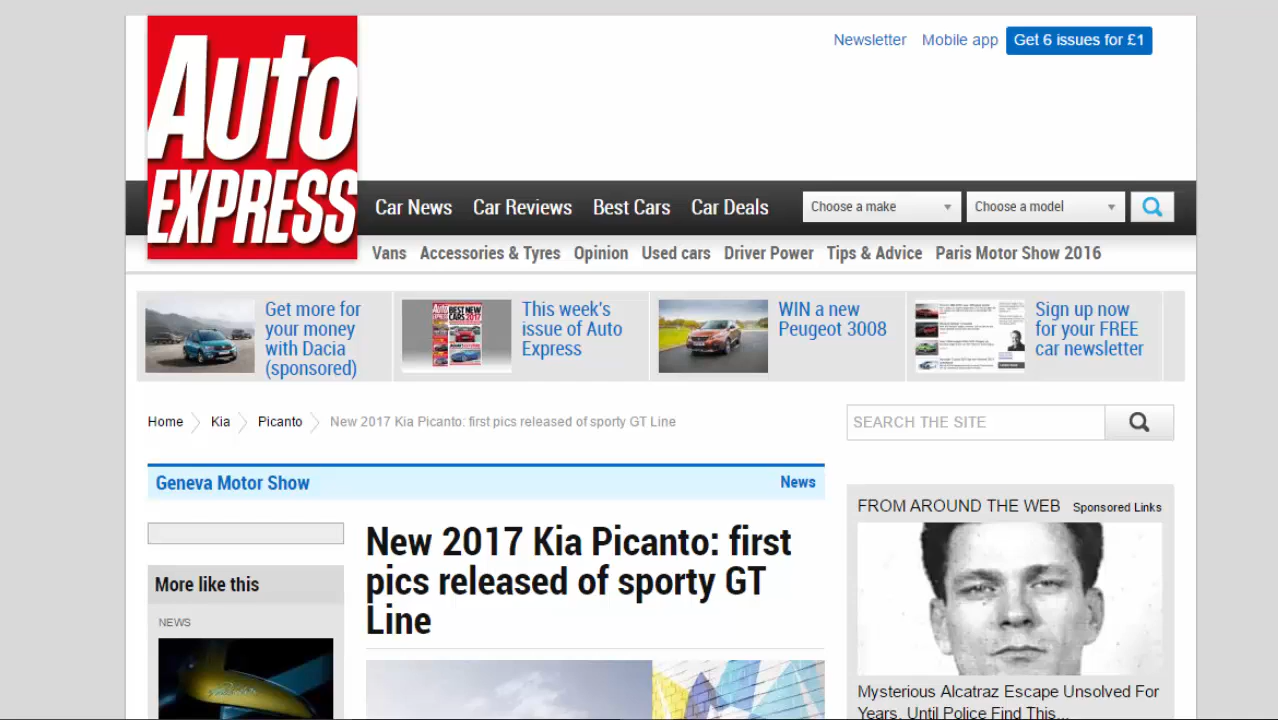 Newsletter Mobile app Get 6 issues for £1
Auto
EXPRESS
Car News Car Reviews Best Cars Car Deals Choose a make Choose a model
Vans Accessories & Tyres Opinion Used cars Driver Power Tips & Advice Paris Motor Show 2016
Get more for
your money
with Dacia
(sponsored)
This week's
issue of Auto
Express
WIN a new
Peugeot 3008
Sign up now
for your FREE
car newsletter
Home Kia Picanto New 2017 Kia Picanto: first pics released of sporty GT Line
SEARCH THE SITE
Geneva Motor Show News
New 2017 Kia Picanto: first
pics released of sporty GT
Line
More like this
NEWS
FROM AROUND THE WEB Sponsored Links
Mysterious Alcatraz Escape Unsolved For
Years, Until Police Find This...